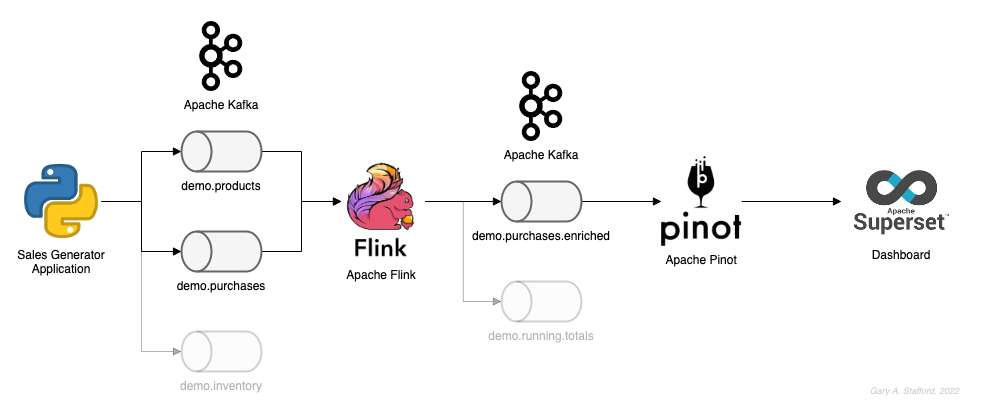 Apache Kafka
demo.products
Sales Generator
Application
demo.purchases
demo.inventory
Flink
Apache Flink
Apache Kafka
demo.purchases.enriched
demo.running.totals
p
pinot
Apache Pinot
Apache
Superset™
Dashboard
Gary A. Stafford, 2022